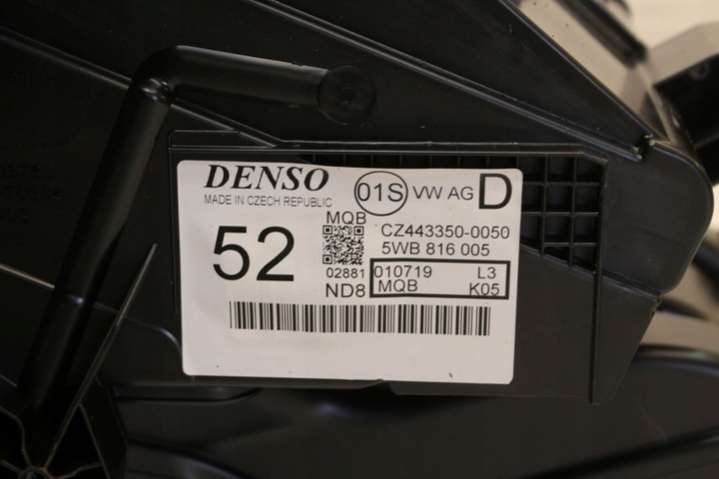 DENSO
MADE IN CZECH REPUBLIC
01S VW AG D
MQB
CZ443350-0050
5WB 816 005
52
02881
010719 L3
ND8
MQB K05